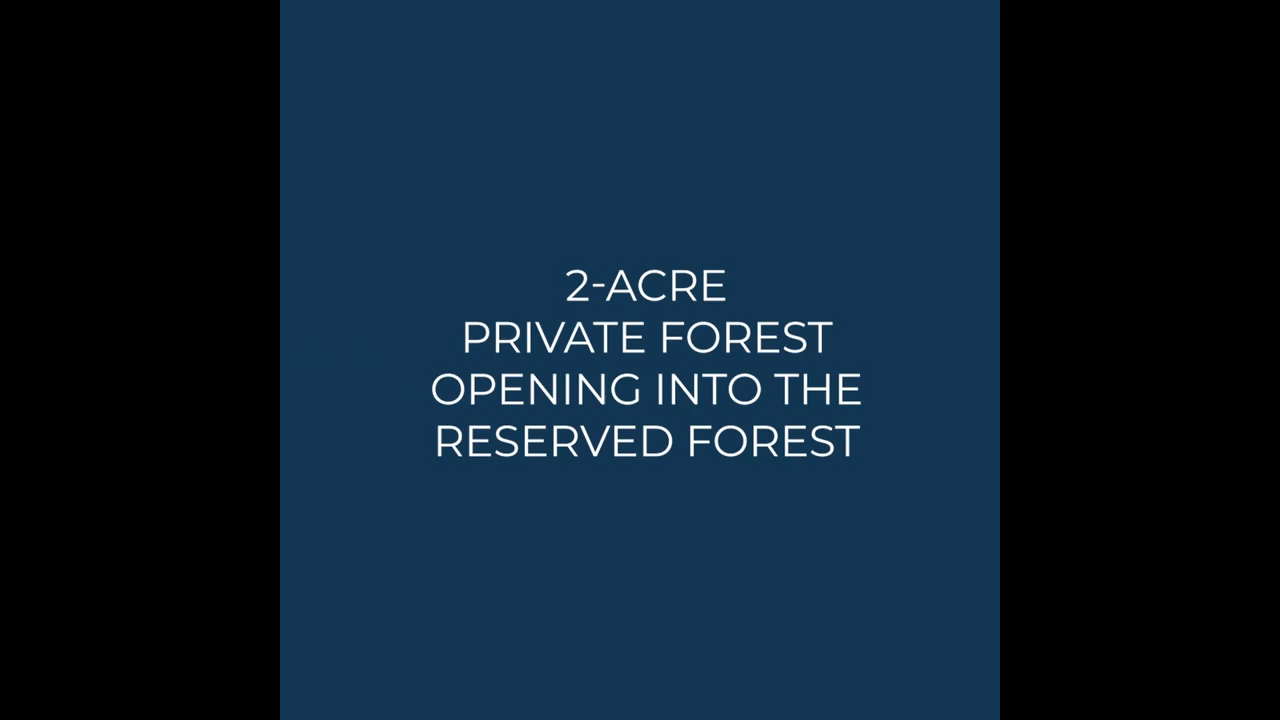 2-ACRE
PRIVATE FOREST
OPENING INTO THE
RESERVED FOREST